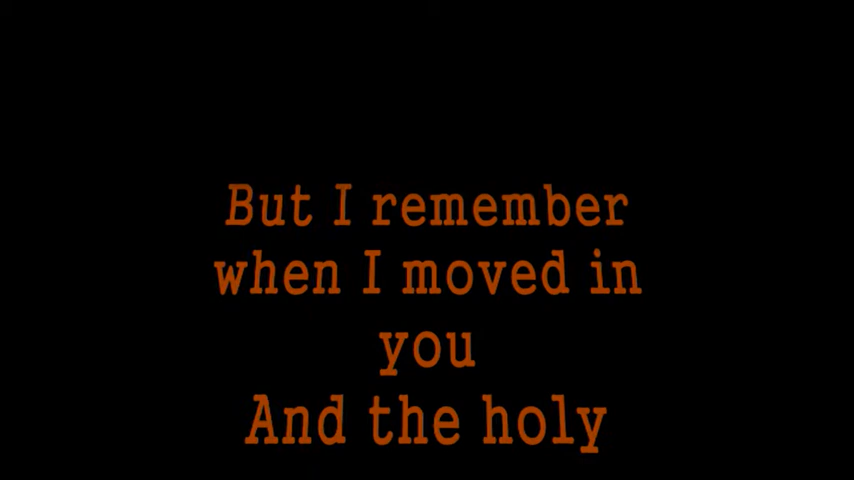 But I remember
when I moved in
you
And the holy